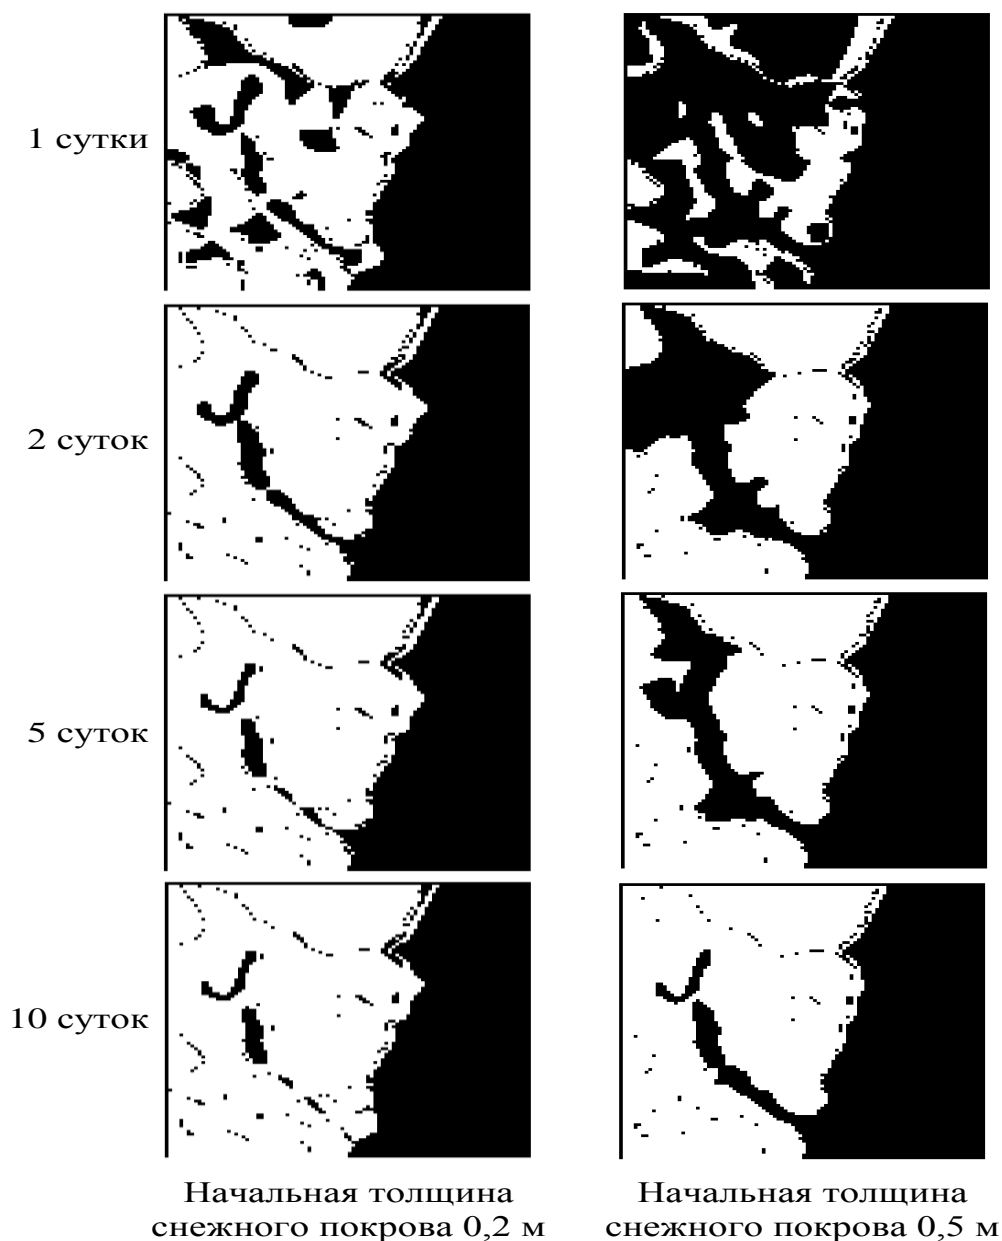 1 сутки
2 суток
5 суток
10 суток
Начальная толщина
снежного покрова 0,2 м
Начальная толщина
снежного покрова 0,5 м